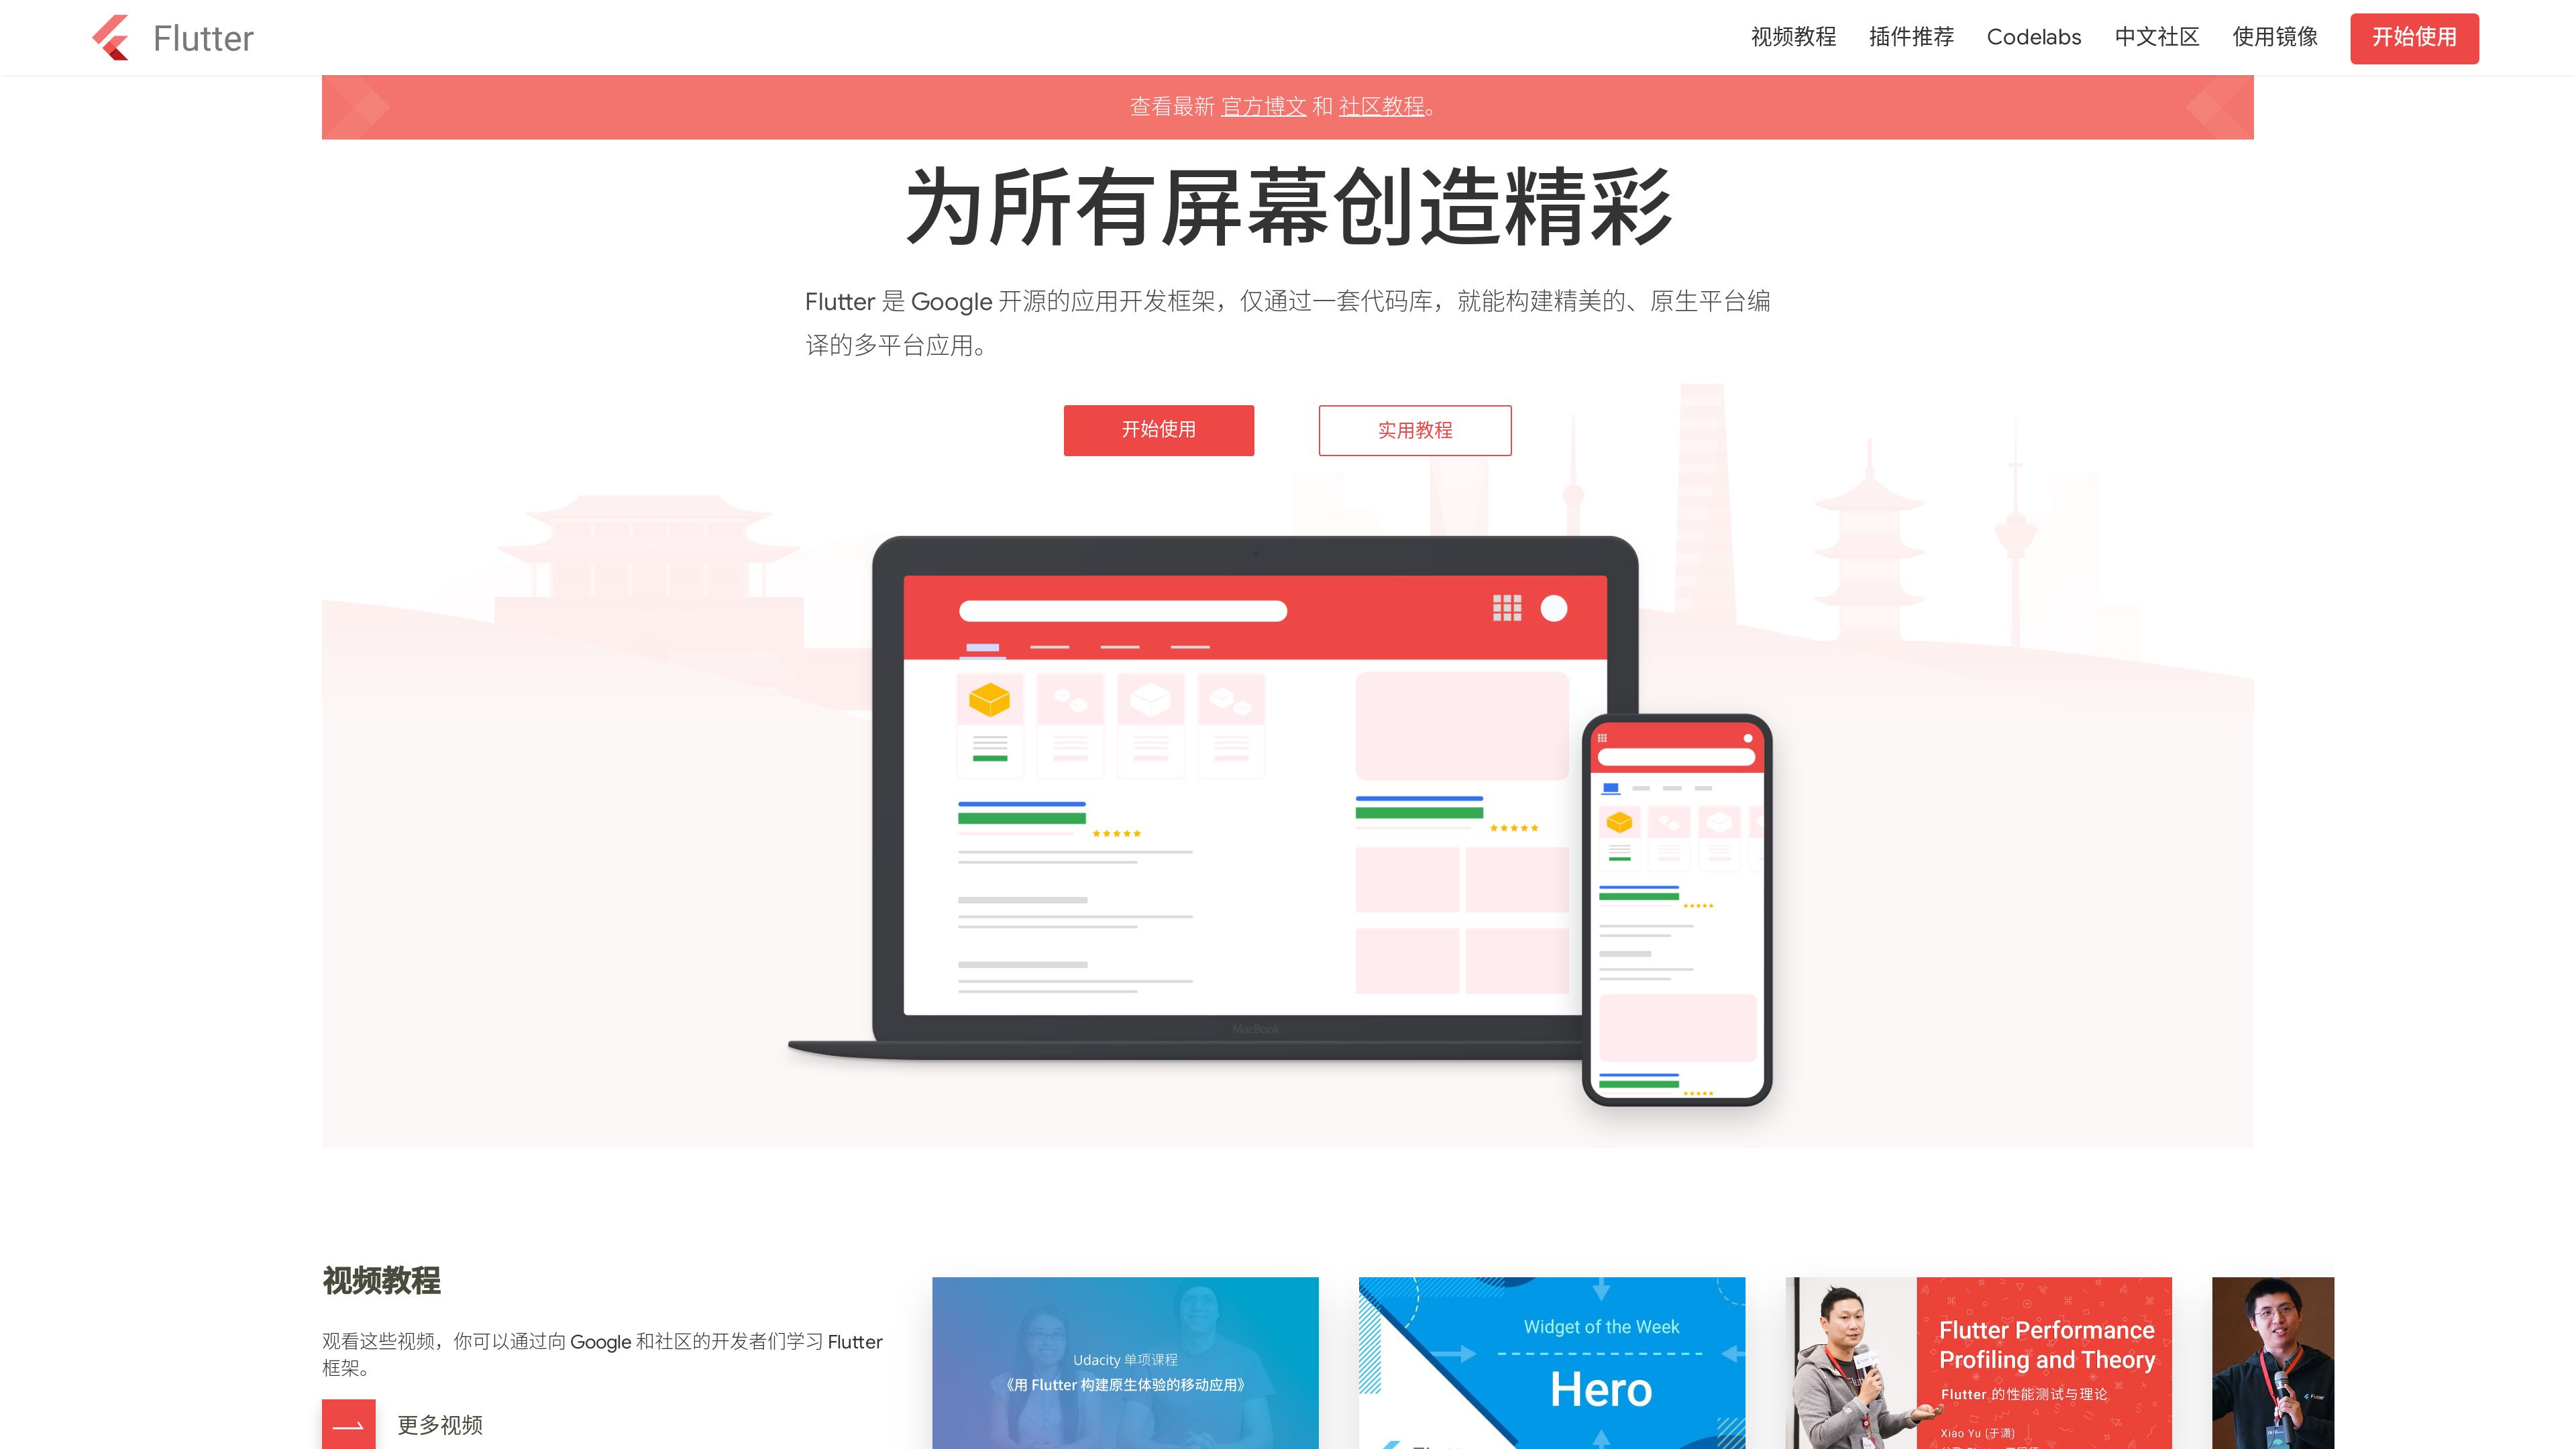 Flutter
视频教程
插件推荐
Codelabs
中文社区
使用镜像
开始使用
查看最新 官方博文 和 社区教程。
为所有屏幕创造精彩
Flutter 是 Google 开源的应用开发框架，仅通过一套代码库，就能构建精美的、原生平台编
译的多平台应用。
开始使用
实用教程
MacBook
视频教程
观看这些视频，你可以通过向 Google 和社区的开发者们学习 Flutter
框架。
更多视频
Udacity 单项课程
《用 Flutter 构建原生体验的移动应用》
Widget of the Week
Hero
Flutter Performance
Profiling and Theory
Flutter 的性能测试与理论
Xiao Yu (于潇)